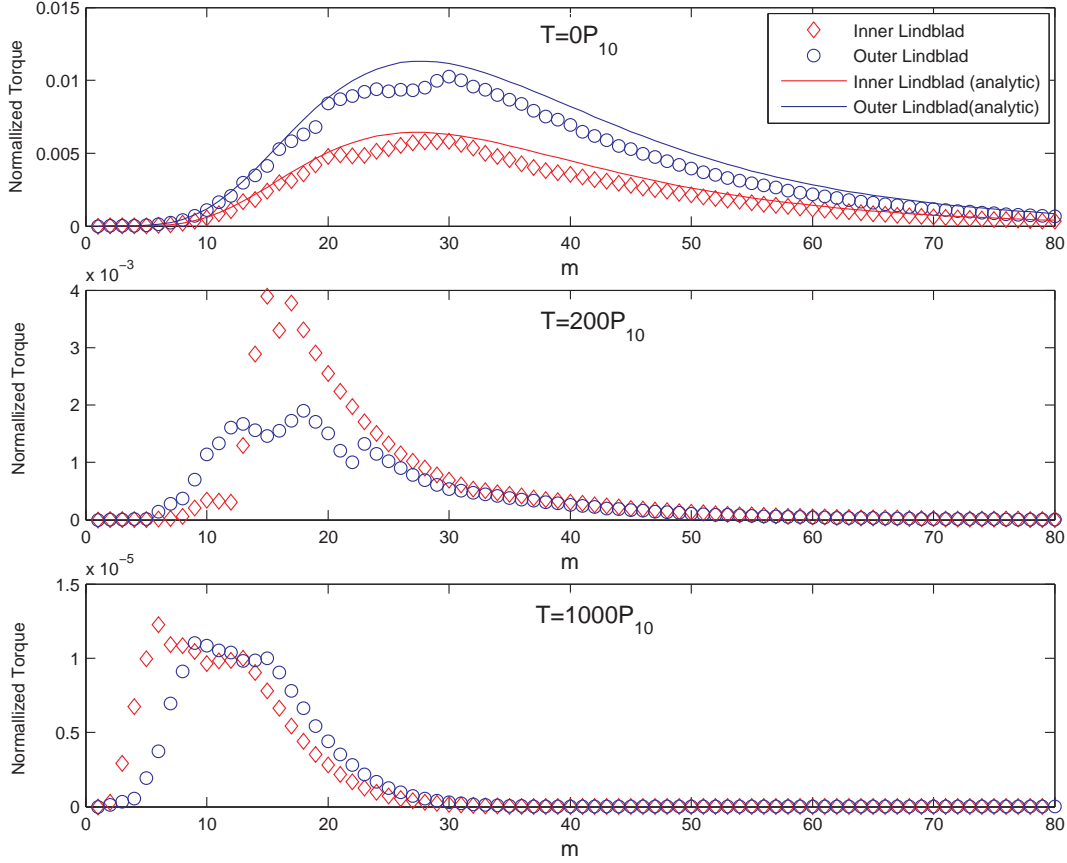 0.015
0.01
0.005
0
Normallized Torque
T=0P10
Inner Lindblad
Outer Lindblad
Inner Lindblad (analytic)
Outer Lindblad(analytic)
0 10 20 30 40 50 60 70 80
m
x 10−3
4
3
2
1
0
Normallized Torque
T=200P10
0 10 20 30 40 50 60 70 80
m
x 10−5
1.5
1
0.5
0
Normallized Torque
T=1000P10
0 10 20 30 40 50 60 70 80
m